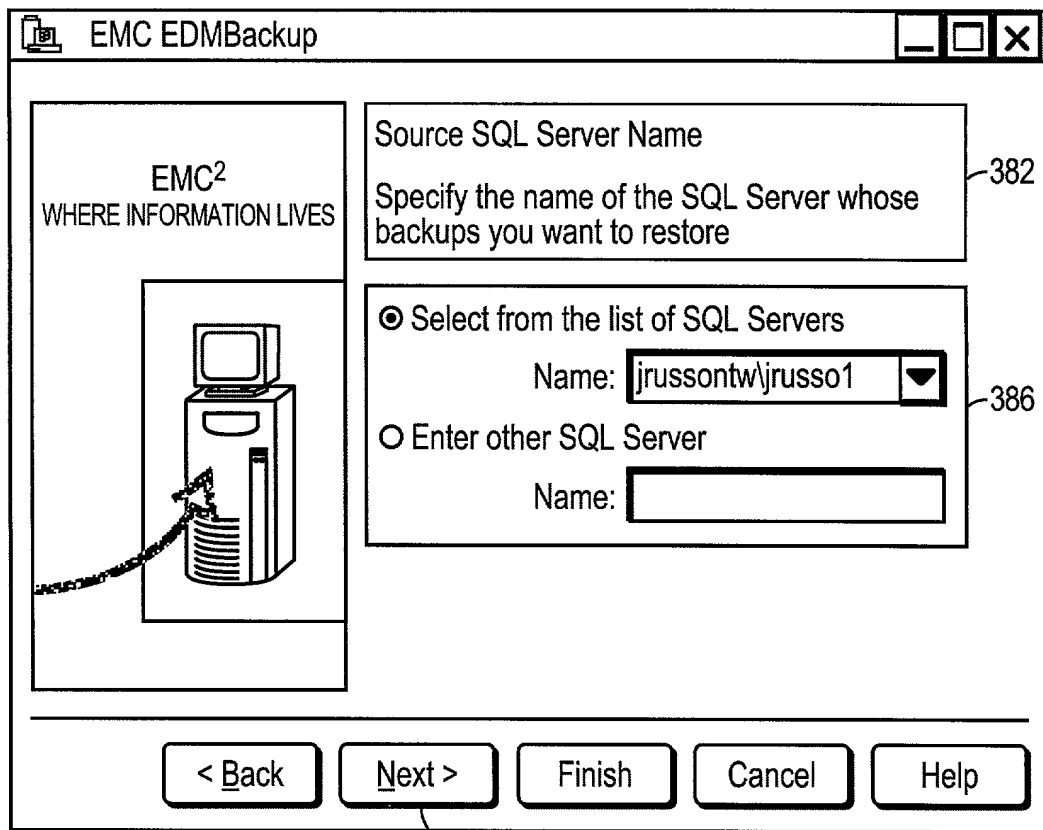 EMC EDMBackup
EMC²
WHERE INFORMATION LIVES
Source SQL Server Name
Specify the name of the SQL Server whose
backups you want to restore
382
Select from the list of SQL Servers
Name: jrussontw\jrusso1
386
Enter other SQL Server
Name:
< Back
Next >
Finish
Cancel
Help